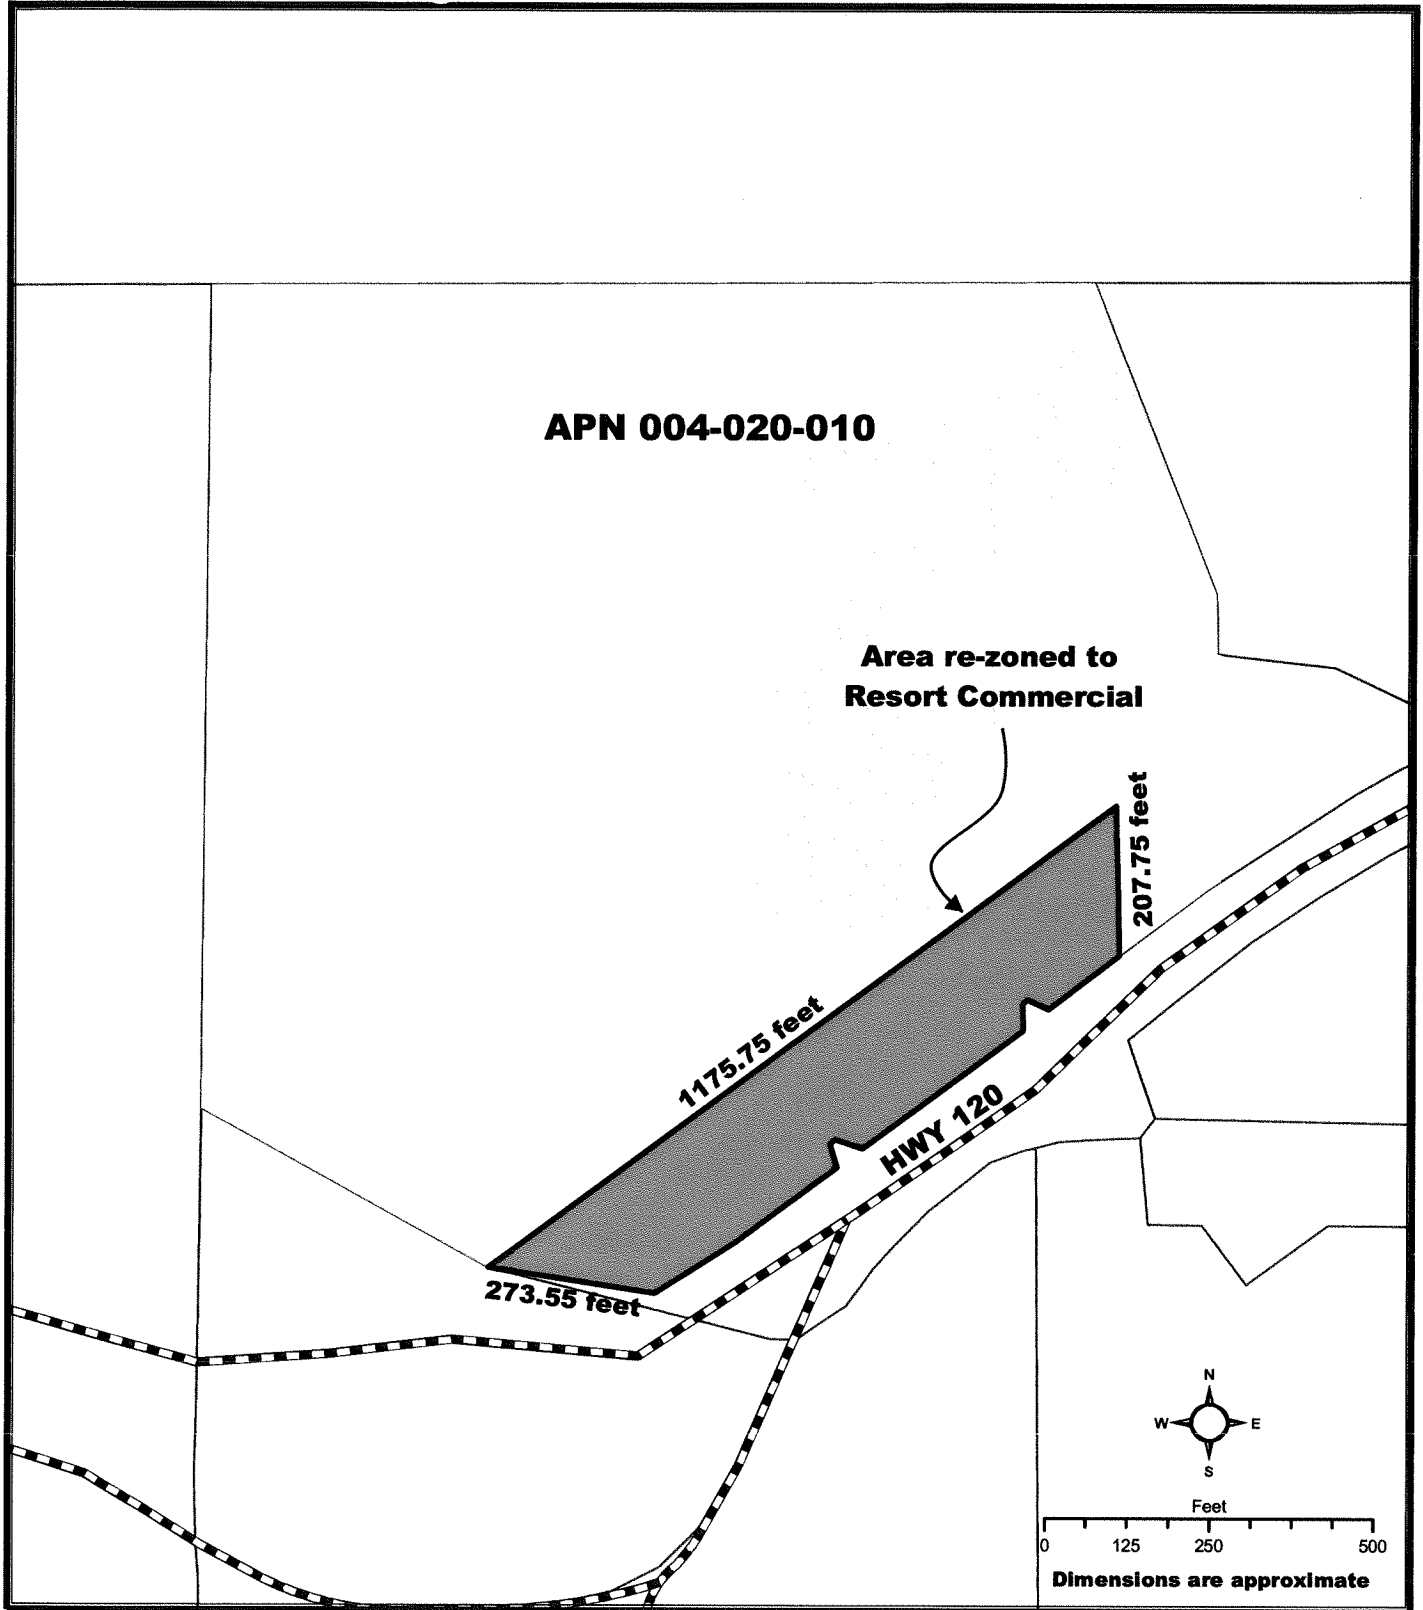 APN 004-020-010
Area re-zoned to
Resort Commercial
207.75 feet
1175.75 feet
HWY 120
273.55 feet
N
W E
S
Feet
0 125 250 500
Dimensions are approximate